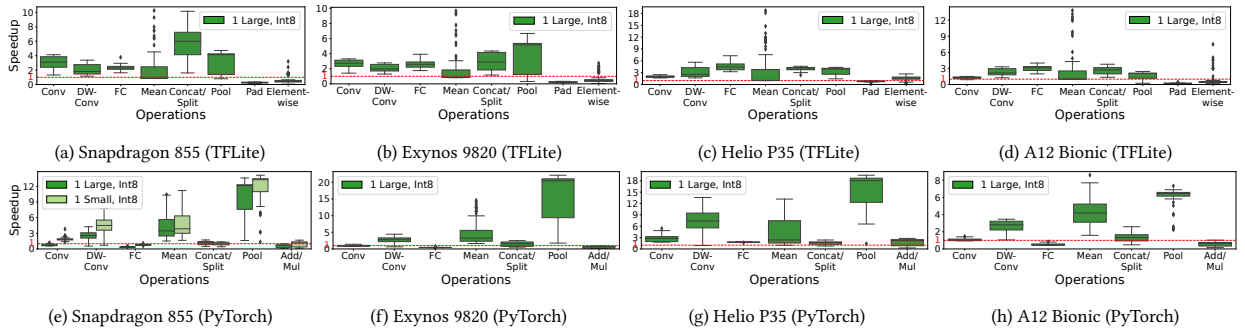 Speedup
10
8
6
4
2
1
0
1 Large, Int8
Conv DW-Conv FC Mean Concat/Split Pool Pad Element-wise
Operations
(a) Snapdragon 855 (TFLite)
10
8
6
4
2
1
0
1 Large, Int8
Conv DW-Conv FC Mean Concat/Split Pool Pad Element-wise
Operations
(b) Exynos 9820 (TFLite)
18
15
12
9
6
3
1
0
1 Large, Int8
Conv DW-Conv FC Mean Concat/Split Pool Pad Element-wise
Operations
(c) Helio P35 (TFLite)
12
10
8
6
4
2
1
0
1 Large, Int8
Conv DW-Conv FC Mean Concat/Split Pool Pad Element-wise
Operations
(d) A12 Bionic (TFLite)
Speedup
12
9
6
3
1
0
1 Large, Int8
1 Small, Int8
Conv DW-Conv FC Mean Concat/Split Pool Add/Mul
Operations
(e) Snapdragon 855 (PyTorch)
20
15
10
5
1
0
1 Large, Int8
Conv DW-Conv FC Mean Concat/Split Pool Add/Mul
Operations
(f) Exynos 9820 (PyTorch)
18
15
12
9
6
3
1
0
1 Large, Int8
Conv DW-Conv FC Mean Concat/Split Pool Add/Mul
Operations
(g) Helio P35 (PyTorch)
8
6
4
2
1
0
1 Large, Int8
Conv DW-Conv FC Mean Concat/Split Pool Add/Mul
Operations
(h) A12 Bionic (PyTorch)